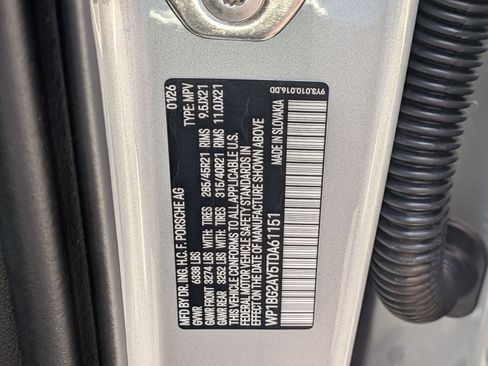 MFD BY DR. ING. H.C. F. PORSCHE AG 01/26
GVWR 6338 LBS TYPE: MPV
GAWR FRONT 3274 LBS WITH: TIRES 285/45R21 RIMS 9.5JX21
GAWR REAR 3262 LBS WITH: TIRES 315/40R21 RIMS 11.0JX21
THIS VEHICLE CONFORMS TO ALL APPLICABLE U.S.
FEDERAL MOTOR VEHICLE SAFETY STANDARDS IN
EFFECT ON THE DATE OF MANUFACTURE SHOWN ABOVE
WP1BG2AY5TDA61151 MADE IN SLOVAKIA
9Y3.010.016.DD